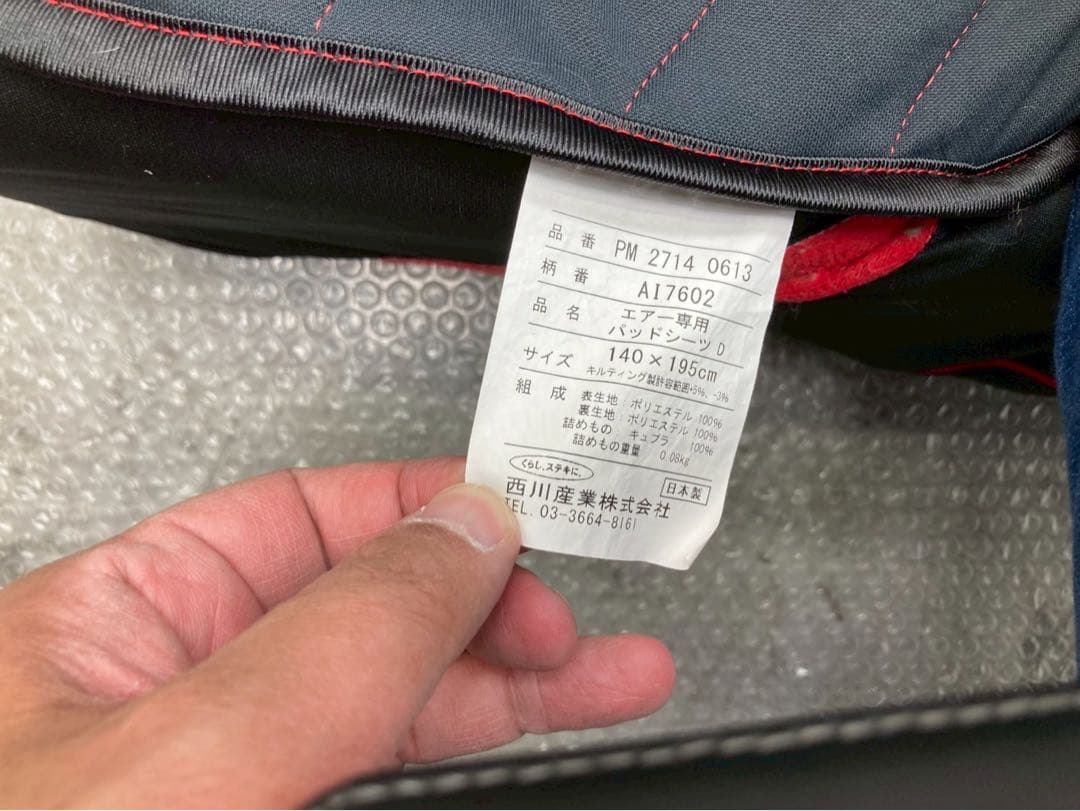 品番 PM 2714 0613
柄番 AI7602
品名 エアー専用
パッドシーツD
サイズ 140×195cm
キルティング製許容範囲+5%、-3%
組成 表生地:ポリエステル 100%
裏生地:ポリエステル 100%
詰めもの キュプラ 100%
詰めもの重量 0.08kg
くらし、ステキに。
日本製
西川産業株式会社
TEL. 03-3664-8161